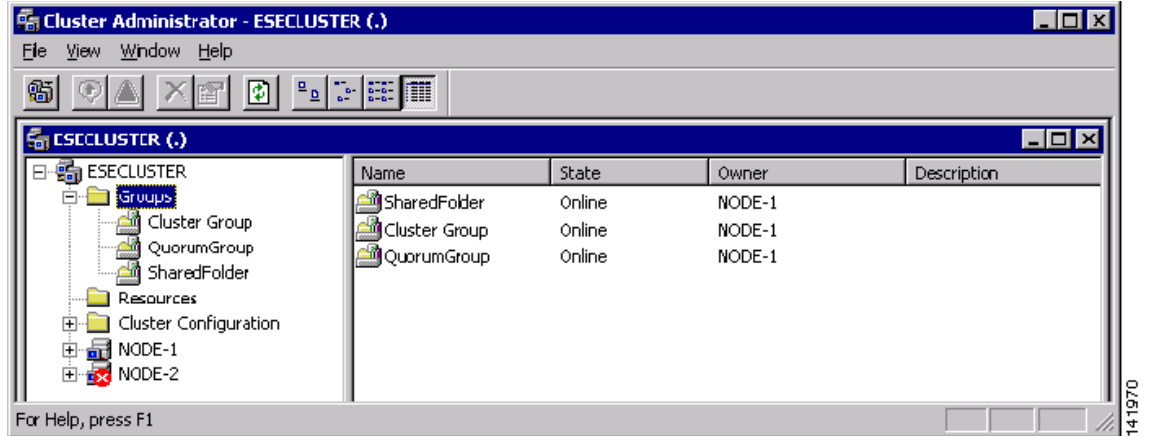 Cluster Administrator - ESECLUSTER (.)
File View Window Help
ESECLUSTER (.)
ESECLUSTER
Groups
Cluster Group
QuorumGroup
SharedFolder
Resources
Cluster Configuration
NODE-1
NODE-2
Name State Owner Description
SharedFolder Online NODE-1
Cluster Group Online NODE-1
QuorumGroup Online NODE-1
For Help, press F1
141970